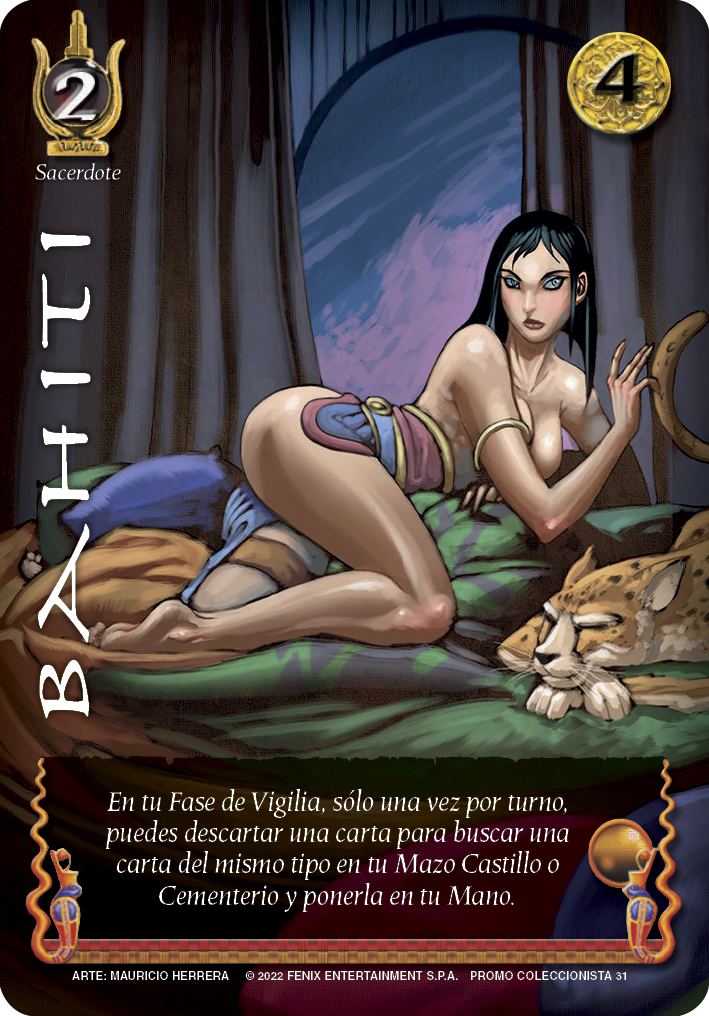 2
4
Sacerdote
BAHITI
En tu Fase de Vigilia, sólo una vez por turno,
puedes descartar una carta para buscar una
carta del mismo tipo en tu Mazo Castillo o
Cementerio y ponerla en tu Mano.
ARTE: MAURICIO HERRERA © 2022 FENIX ENTERTAINMENT S.P.A. PROMO COLECCIONISTA 31